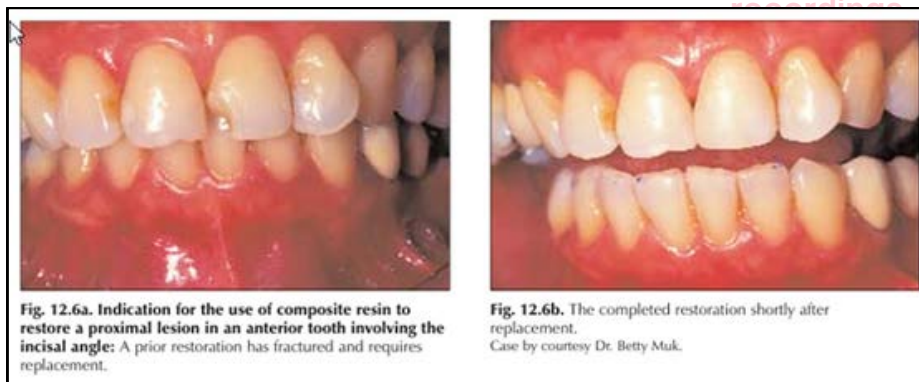 recordings
Fig. 12.6a. Indication for the use of composite resin to
restore a proximal lesion in an anterior tooth involving the
incisal angle: A prior restoration has fractured and requires
replacement.
Fig. 12.6b. The completed restoration shortly after
replacement.
Case by courtesy Dr. Betty Muk.